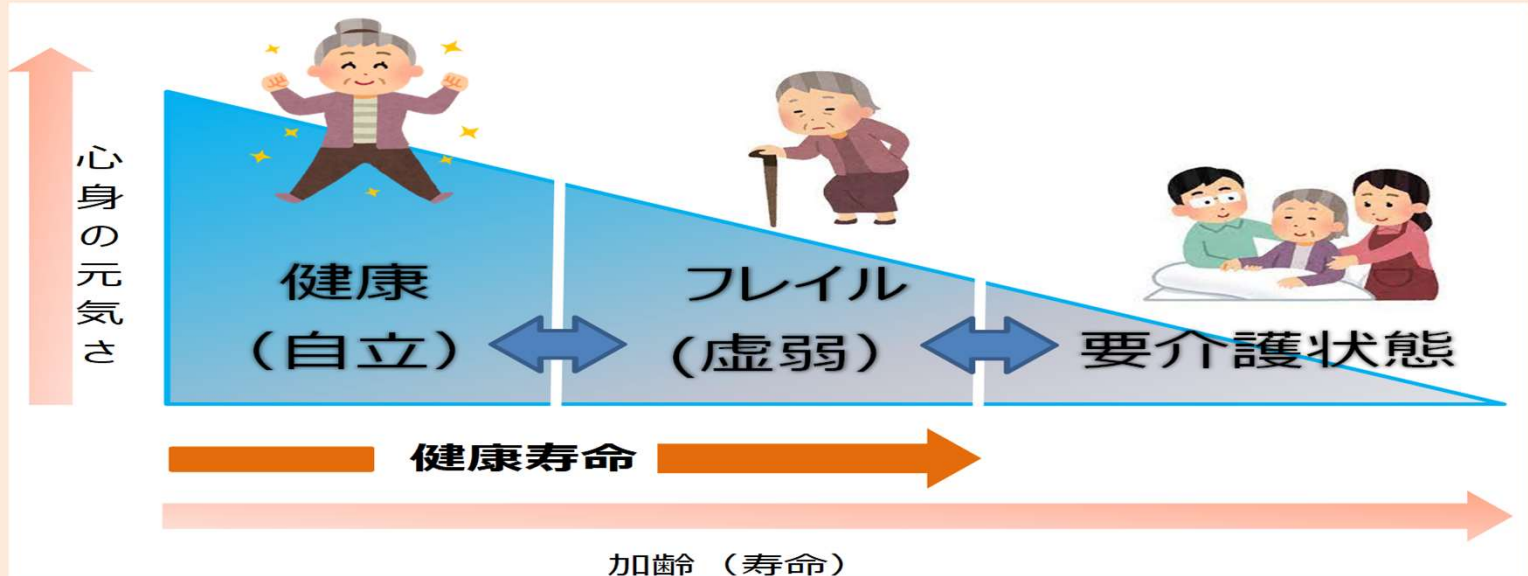 心身の元気さ
健康
（自立）
フレイル
(虚弱）
要介護状態
健康寿命
加齢（寿命）